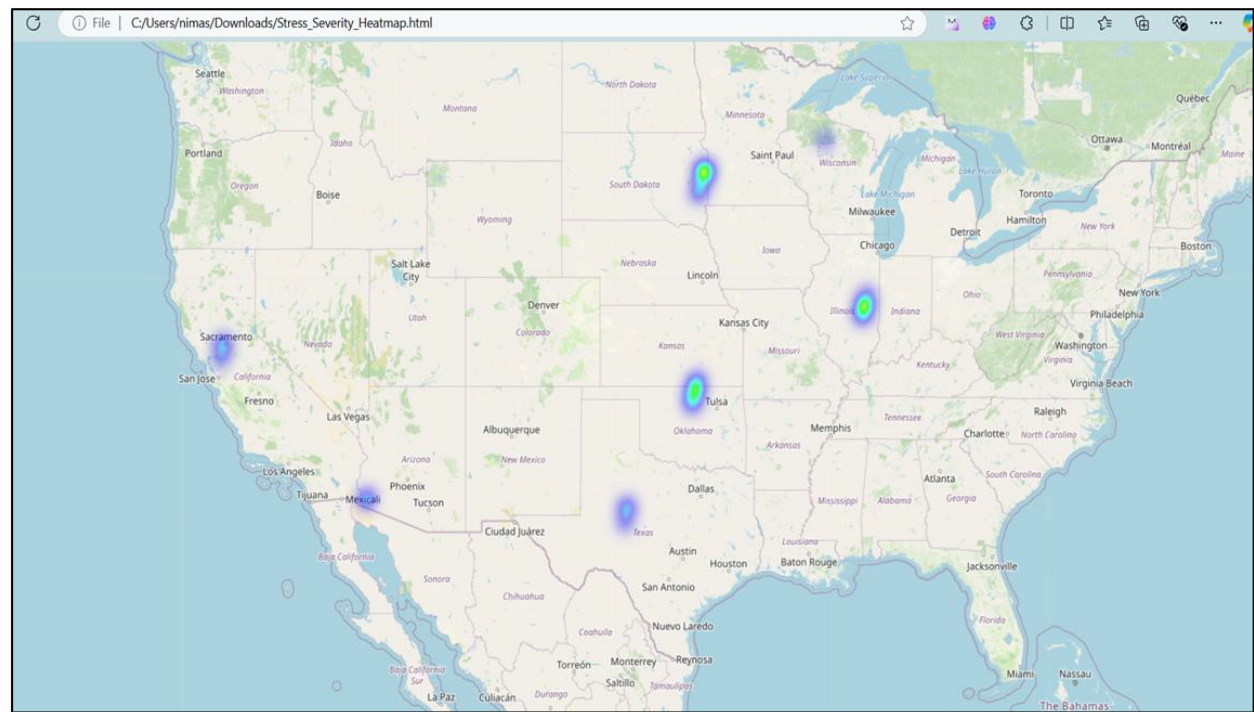 File
C:/Users/nimas/Downloads/Stress_Severity_Heatmap.html
Seattle
Washington
Montana
North Dakota
Minnesota
Lake Superior
Québec
Ottawa
Montréal
Maine
Portland
Idaho
Oregon
Boise
South Dakota
Saint Paul
Wisconsin
Michigan
Lake Huron
Toronto
Wyoming
Lake Michigan
Milwaukee
Hamilton
New York
Detroit
Boston
Chicago
Salt Lake
City
Nebraska
Iowa
Lincoln
Pennsylvania
New York
Denver
Utah
Colorado
Illinois
Indiana
Ohio
Philadelphia
Kansas City
Sacramento
Nevada
Kansas
Missouri
West Virginia
Washington
Virginia
Kentucky
San Jose
California
Fresno
Las Vegas
Tulsa
Virginia Beach
Raleigh
Albuquerque
Oklahoma
Memphis
Tennessee
Charlotte
North Carolina
Arkansas
Los Angeles
Arizona
New Mexico
South Carolina
Atlanta
Tijuana
Mexicali
Phoenix
Tucson
Dallas
Mississippi
Alabama
Georgia
Ciudad Juárez
Texas
Louisiana
Baja California
Austin
Houston
Baton Rouge
Jacksonville
Sonora
Chihuahua
San Antonio
Florida
Nuevo Laredo
Coahuila
Baja California
Sur
Torreón
Monterrey
Reynosa
Miami
Nassau
Saltillo
Tamaulipas
La Paz
Culiacán
Durango
The Bahamas